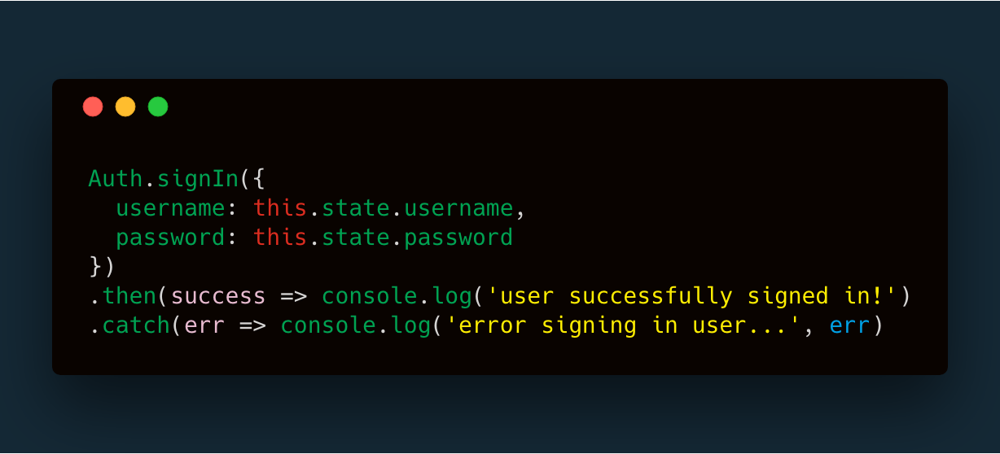 Auth.signIn({
  username: this.state.username,
  password: this.state.password
})
.then(success => console.log('user successfully signed in!')
.catch(err => console.log('error signing in user...', err)